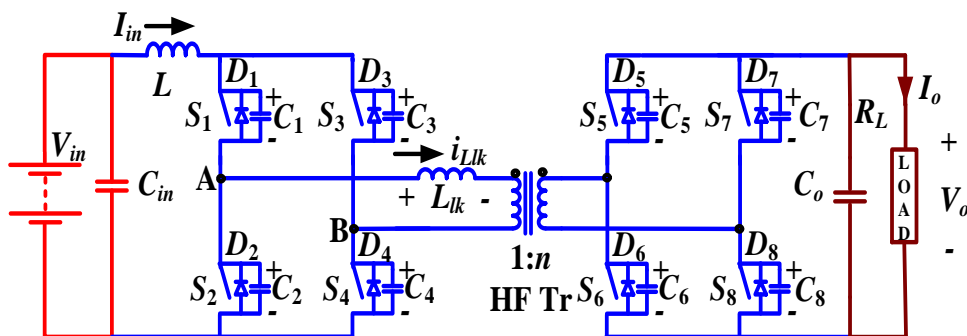 I_in
L
D_1
D_3
D_5
D_7
S_1
C_1
S_3
C_3
S_5
C_5
S_7
C_7
R_L
I_o
V_in
C_in
A
i_Llk
+ L_lk -
B
C_o
LOAD
+
V_o
-
D_2
D_4
1:n
D_6
D_8
S_2
C_2
S_4
C_4
HF Tr
S_6
C_6
S_8
C_8